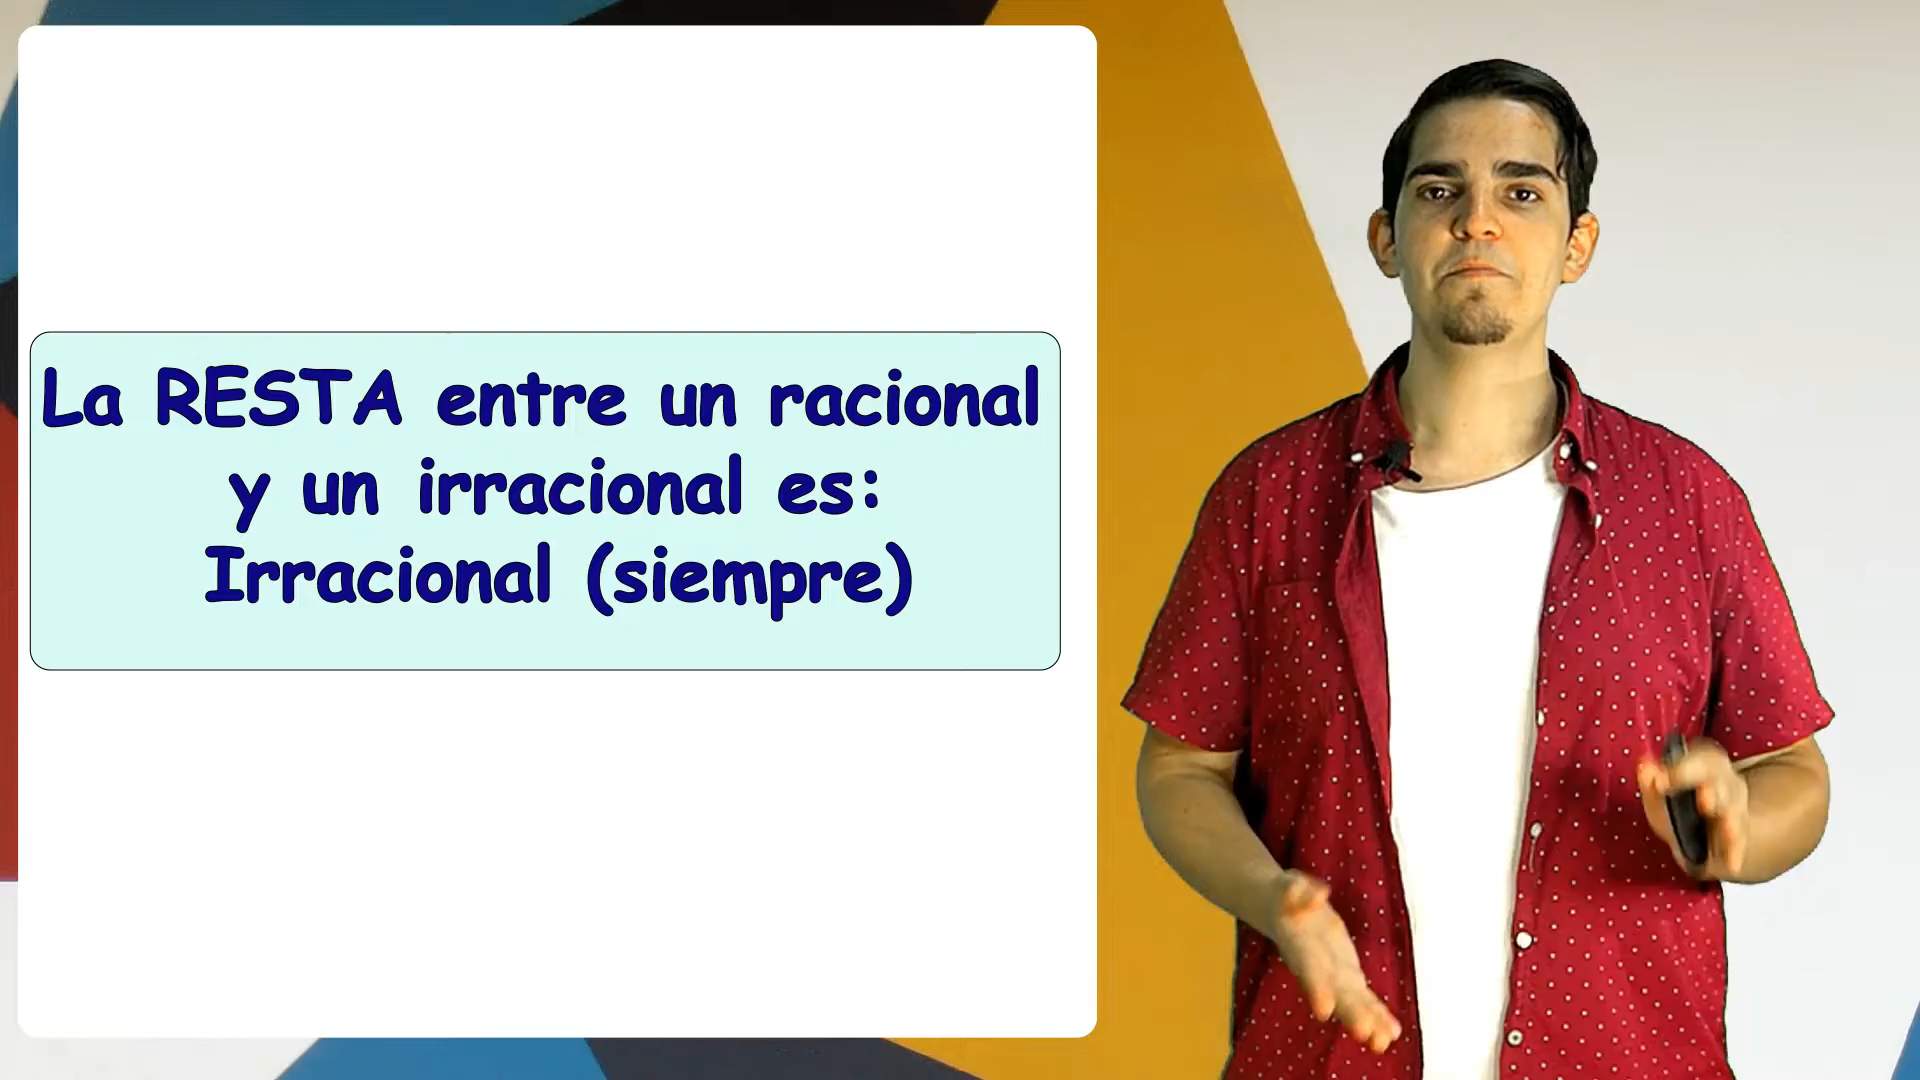 La RESTA entre un racional
y un irracional es:
Irracional (siempre)